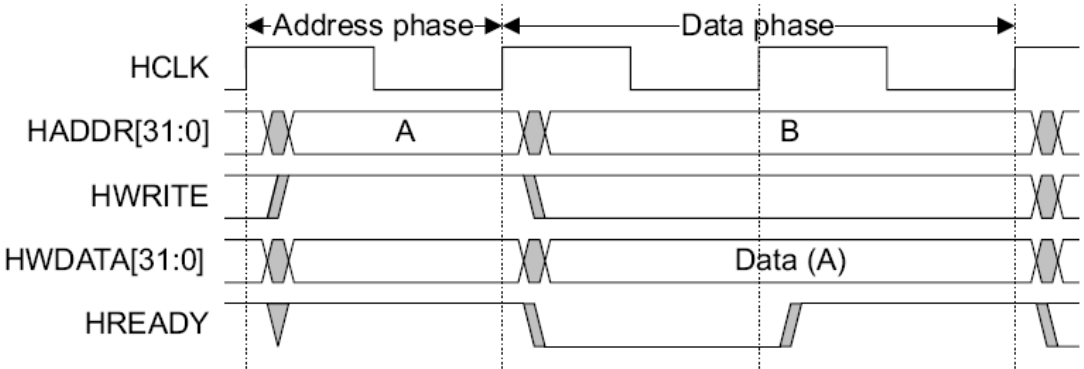 Address phase Data phase
HCLK
HADDR[31:0] A B
HWRITE
HWDATA[31:0] Data (A)
HREADY